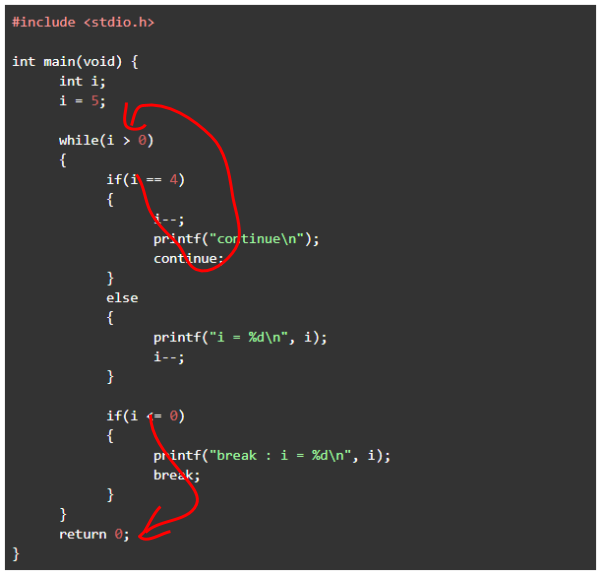 #include <stdio.h>
int main(void) {
int i;
i = 5;
while(i > 0)
{
if(i == 4)
{
i--;
printf("continue\n");
continue;
}
else
{
printf("i = %d\n", i);
i--;
}
if(i <= 0)
{
printf("break : i = %d\n", i);
break;
}
}
return 0;
}